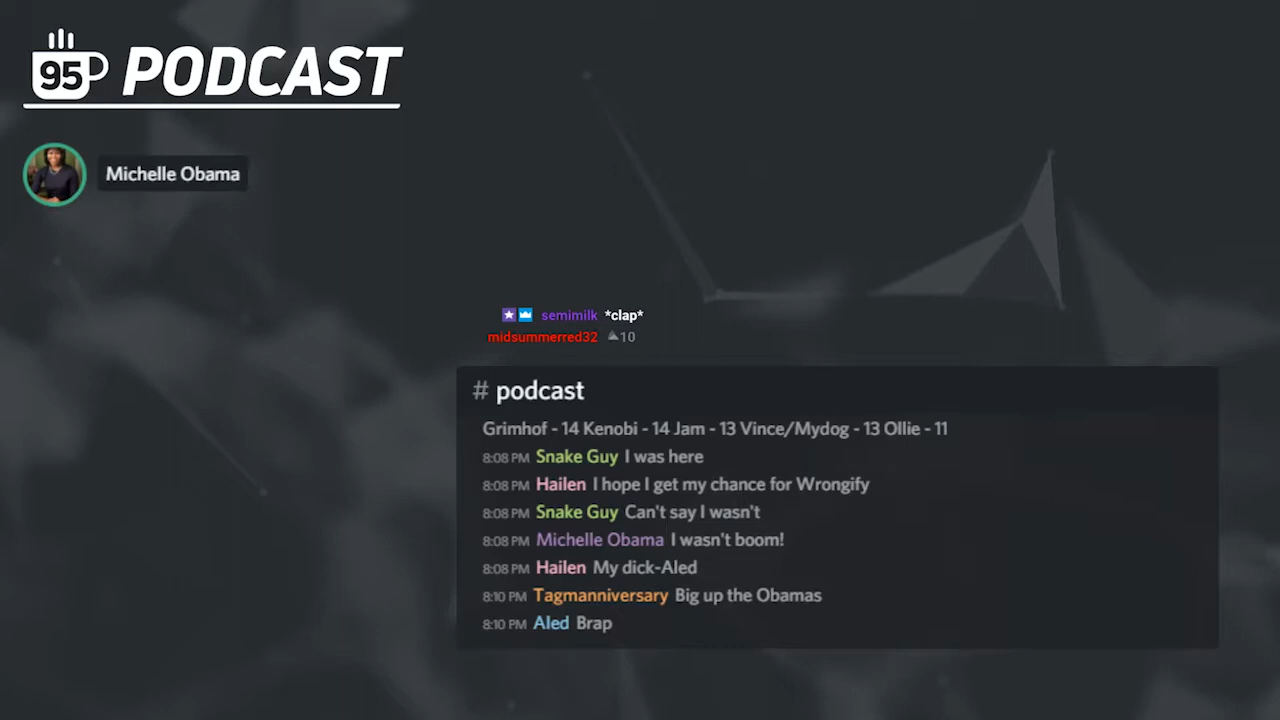 95 PODCAST
Michelle Obama
semimilk *clap*
midsummerred32 10
# podcast
Grimhof - 14 Kenobi - 14 Jam - 13 Vince/Mydog - 13 Ollie - 11
8:08 PM Snake Guy I was here
8:08 PM Hailen I hope I get my chance for Wrongify
8:08 PM Snake Guy Can't say I wasn't
8:08 PM Michelle Obama I wasn't boom!
8:08 PM Hailen My dick-Aled
8:10 PM Tagmanniversary Big up the Obamas
8:10 PM Aled Brap